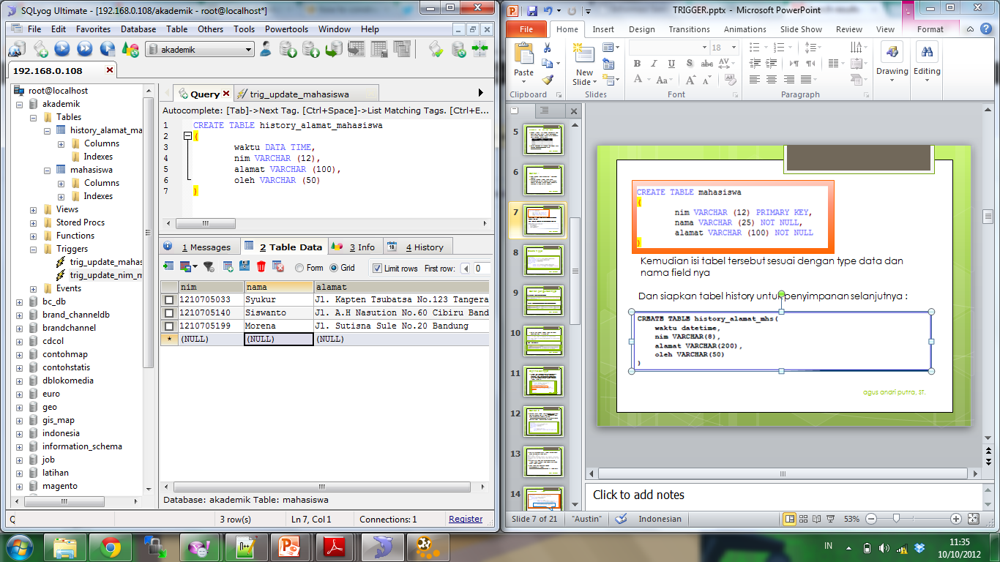 SQLyog Ultimate - [192.168.0.108/akademik - root@localhost*]
File Edit Favorites Database Table Others Tools Powertools Window Help
akademik
192.168.0.108
root@localhost
akademik
Tables
history_alamat_ma
Columns
Indexes
mahasiswa
Columns
Indexes
Views
Stored Procs
Functions
Triggers
trig_update_mahas
trig_update_nim_m
Events
bc_db
brand_channeldb
brandchannel
cdcol
contohmap
contohstatis
dblokomedia
euro
geo
gis_map
indonesia
information_schema
job
latihan
magento
Query trig_update_mahasiswa
Autocomplete: [Tab]->Next Tag. [Ctrl+Space]->List Matching Tags. [Ctrl+E...
1 CREATE TABLE history_alamat_mahasiswa
2 (
3 waktu DATA TIME,
4 nim VARCHAR (12),
5 alamat VARCHAR (100),
6 oleh VARCHAR (50)
7 )
1 Messages 2 Table Data 3 Info 4 History
Form Grid Limit rows First row: 0
nim nama alamat
1210705033 Syukur Jl. Kapten Tsubatsa No.123 Tangera
1210705140 Siswanto Jl. A.H Nasution No.60 Cibiru Band
1210705199 Morena Jl. Sutisna Sule No.20 Bandung
* (NULL) (NULL) (NULL)
Database: akademik Table: mahasiswa
Q 3 row(s) Ln 7, Col 1 Connections: 1 Register
TRIGGER.pptx - Microsoft PowerPoint
File Home Insert Design Transitions Animations Slide Show Review View Format
Paste
New
Slide
18
B I U S abc AV
A Aa A A
Drawing
Editing
Clipboard Slides Font Paragraph
5
6
7
8
9
10
11
12
13
14
CREATE TABLE mahasiswa
(
nim VARCHAR (12) PRIMARY KEY,
nama VARCHAR (25) NOT NULL,
alamat VARCHAR (100) NOT NULL
)
Kemudian isi tabel tersebut sesuai dengan type data dan
nama field nya
Dan siapkan tabel history untuk penyimpanan selanjutnya :
CREATE TABLE history_alamat_mhs(
waktu datetime,
nim VARCHAR(8),
alamat VARCHAR(200),
oleh VARCHAR(50)
)
agus anari putra, ST.
Click to add notes
Slide 7 of 21 "Austin" Indonesian 53%
IN 11:35
10/10/2012